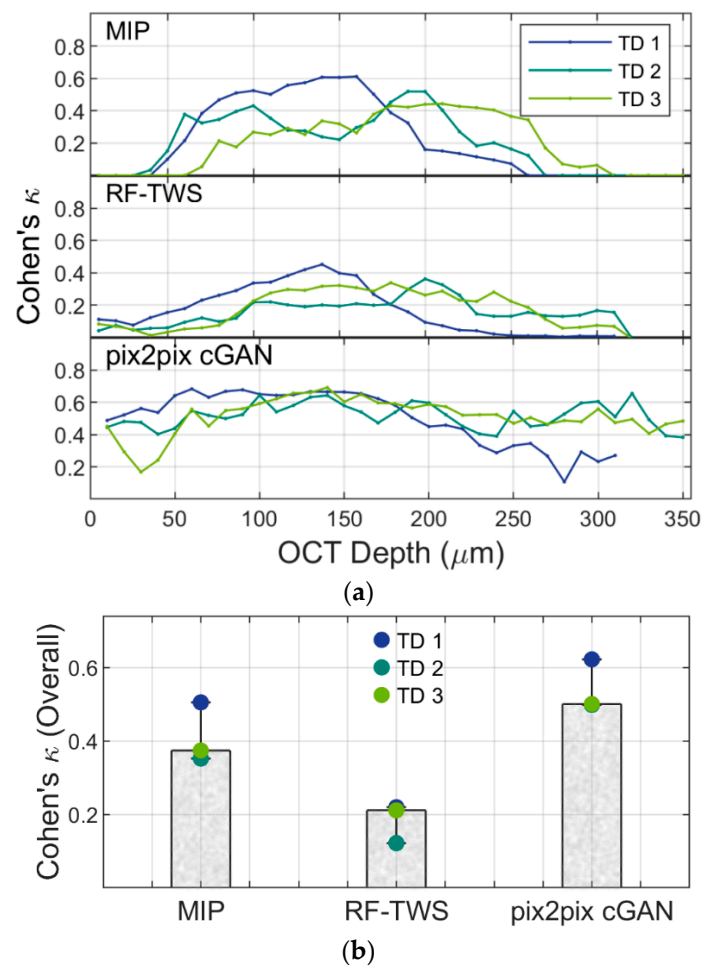 MIP
TD 1
TD 2
TD 3
0.8
0.6
0.4
0.2
RF-TWS
0.8
0.6
0.4
0.2
pix2pix cGAN
0.8
0.6
0.4
0.2
Cohen's κ
0 50 100 150 200 250 300 350
OCT Depth (μm)
(a)
Cohen's κ (Overall)
0.6
0.4
0.2
TD 1
TD 2
TD 3
MIP RF-TWS pix2pix cGAN
(b)